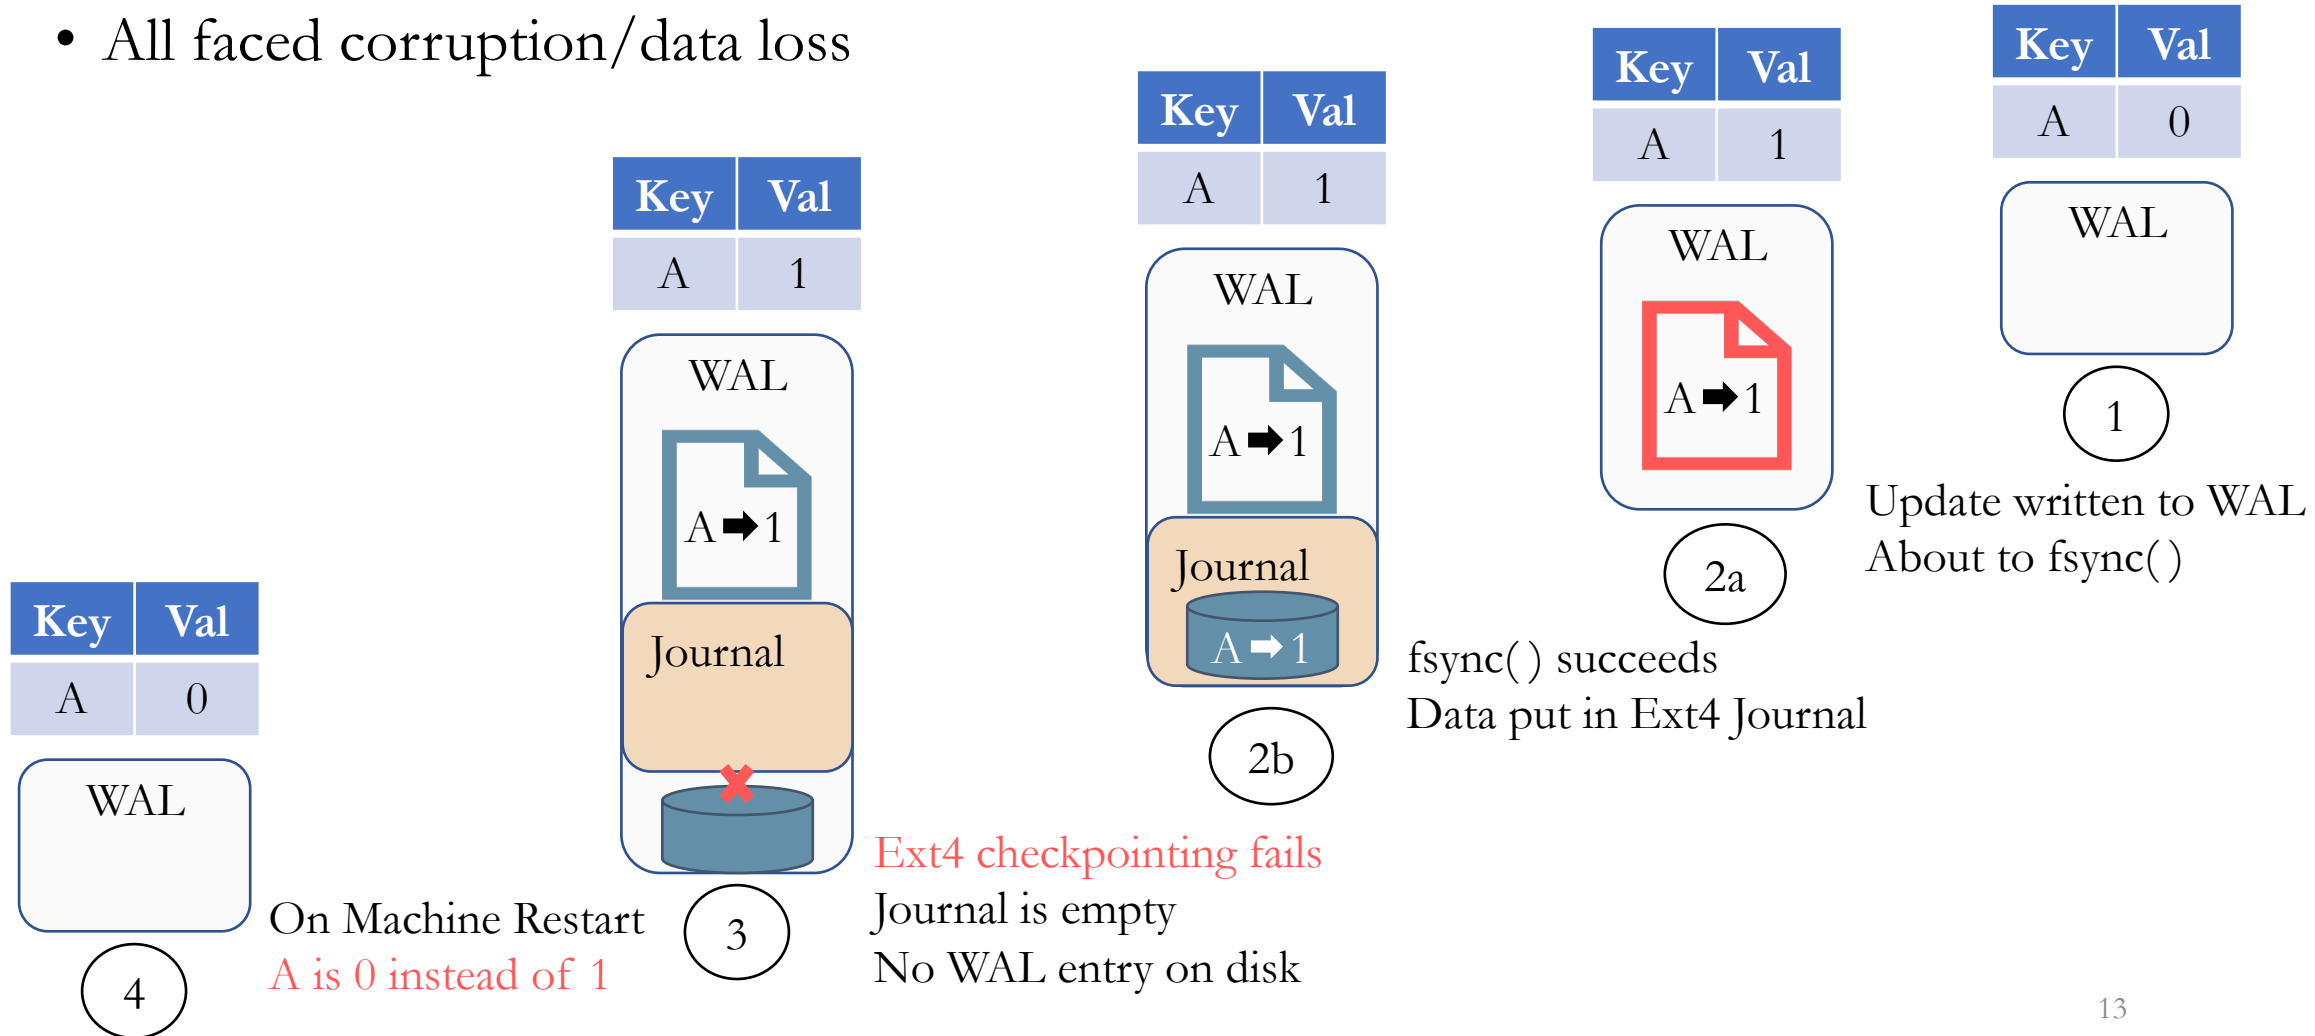 • All faced corruption/data loss
Key Val
A 0
WAL
1
Update written to WAL
About to fsync( )
Key Val
A 1
WAL
A ➡ 1
2a
Key Val
A 1
WAL
A ➡ 1
Journal
A ➡ 1
2b
fsync( ) succeeds
Data put in Ext4 Journal
Key Val
A 1
WAL
A ➡ 1
Journal
3
Ext4 checkpointing fails
Journal is empty
No WAL entry on disk
Key Val
A 0
WAL
4
On Machine Restart
A is 0 instead of 1
13